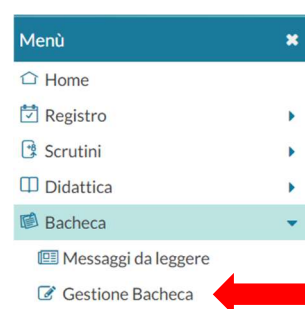 Menù
Home
Registro
Scrutini
Didattica
Bacheca
Messaggi da leggere
Gestione Bacheca